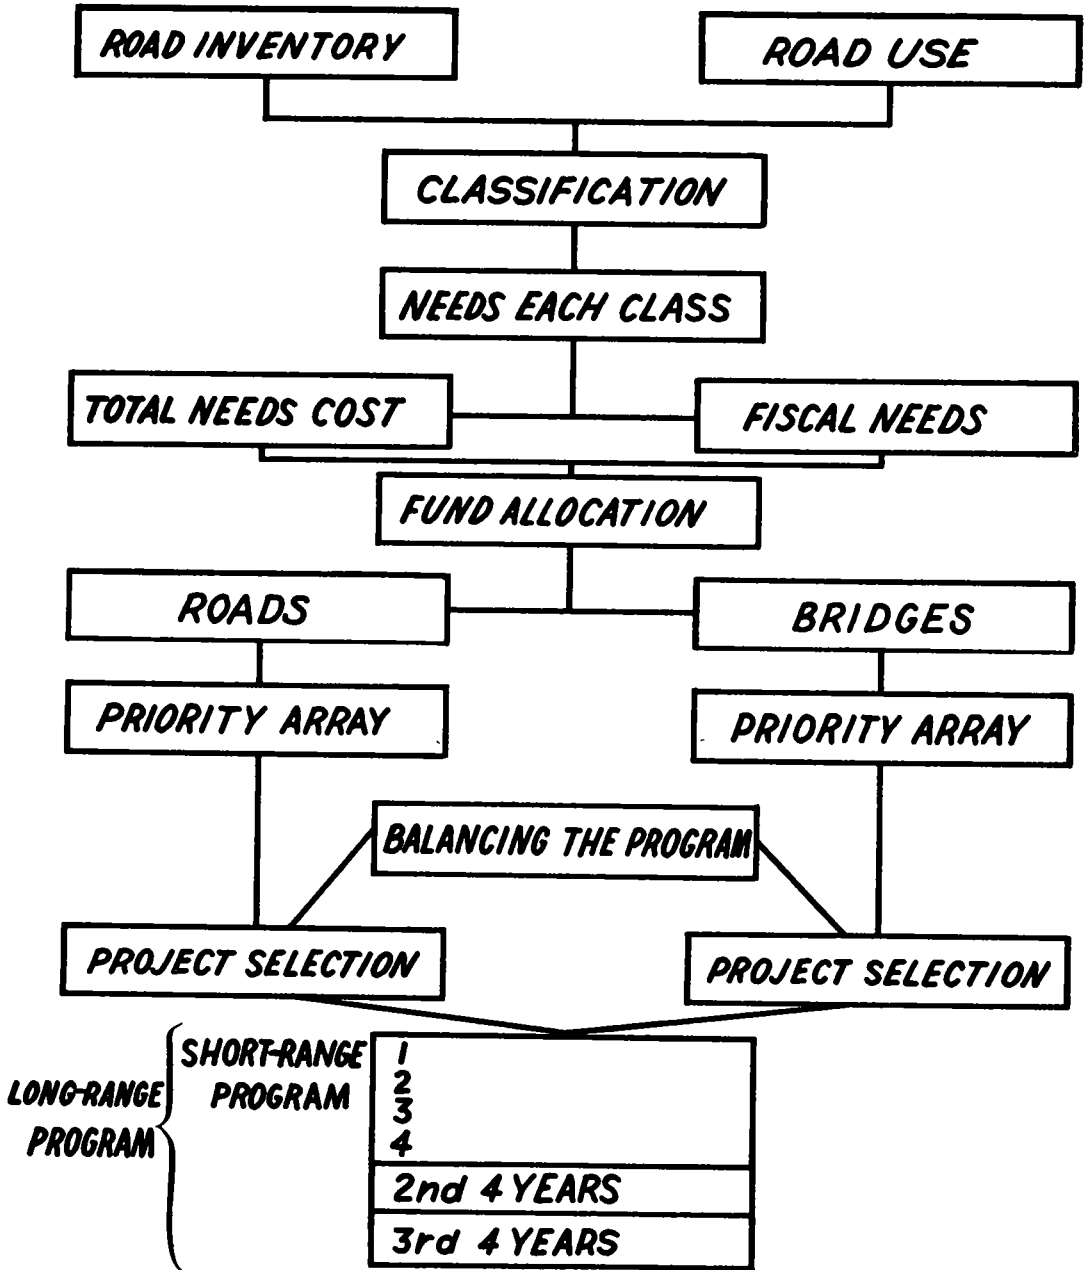 ROAD INVENTORY
ROAD USE
CLASSIFICATION
NEEDS EACH CLASS
TOTAL NEEDS COST
FISCAL NEEDS
FUND ALLOCATION
ROADS
BRIDGES
PRIORITY ARRAY
PRIORITY ARRAY
BALANCING THE PROGRAM
PROJECT SELECTION
PROJECT SELECTION
LONG-RANGE
PROGRAM
SHORT-RANGE
PROGRAM
1
2
3
4
2nd 4 YEARS
3rd 4 YEARS